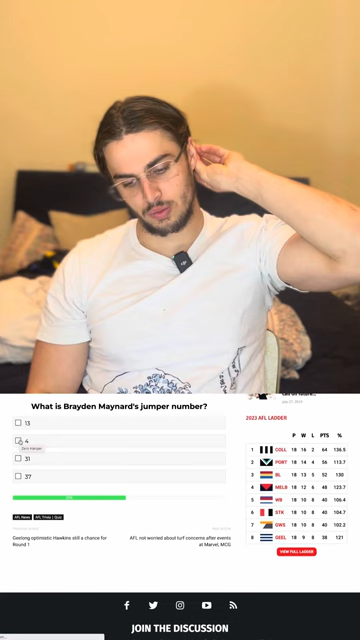 What is Brayden Maynard's jumper number?
13
4
31
37
AFL News AFL Trivia | Quiz
Geelong optimistic Hawkins still a chance for
Round 1
AFL not worried about turf concerns after events
at Marvel, MCG
2023 AFL LADDER
P W L PTS %
1 COLL 18 16 2 64 136.5
2 PORT 18 14 4 56 113.7
3 BL 18 13 5 52 130
4 MELB 18 12 6 48 123.7
5 WB 18 10 8 40 106.4
6 STK 18 10 8 40 104.7
7 GWS 18 10 8 40 102.2
8 GEEL 18 9 8 38 121
VIEW FULL LADDER
JOIN THE DISCUSSION